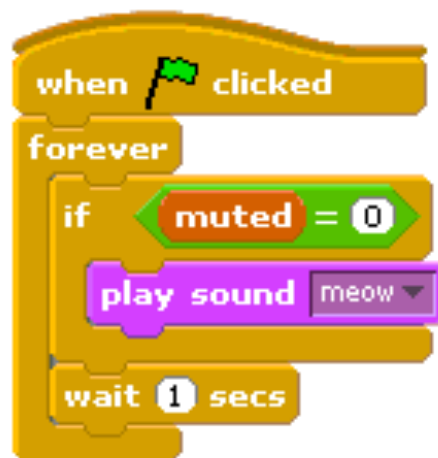 when clicked
forever
if muted = 0
play sound meow
wait 1 secs